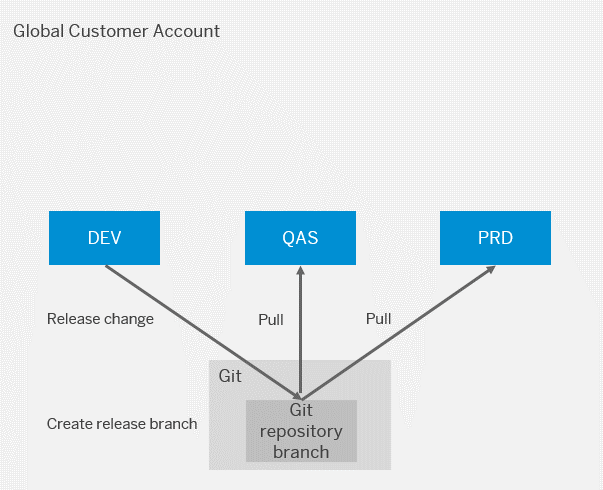 Global Customer Account
DEV
QAS
PRD
Release change
Pull
Pull
Git
Create release branch
Git
repository
branch